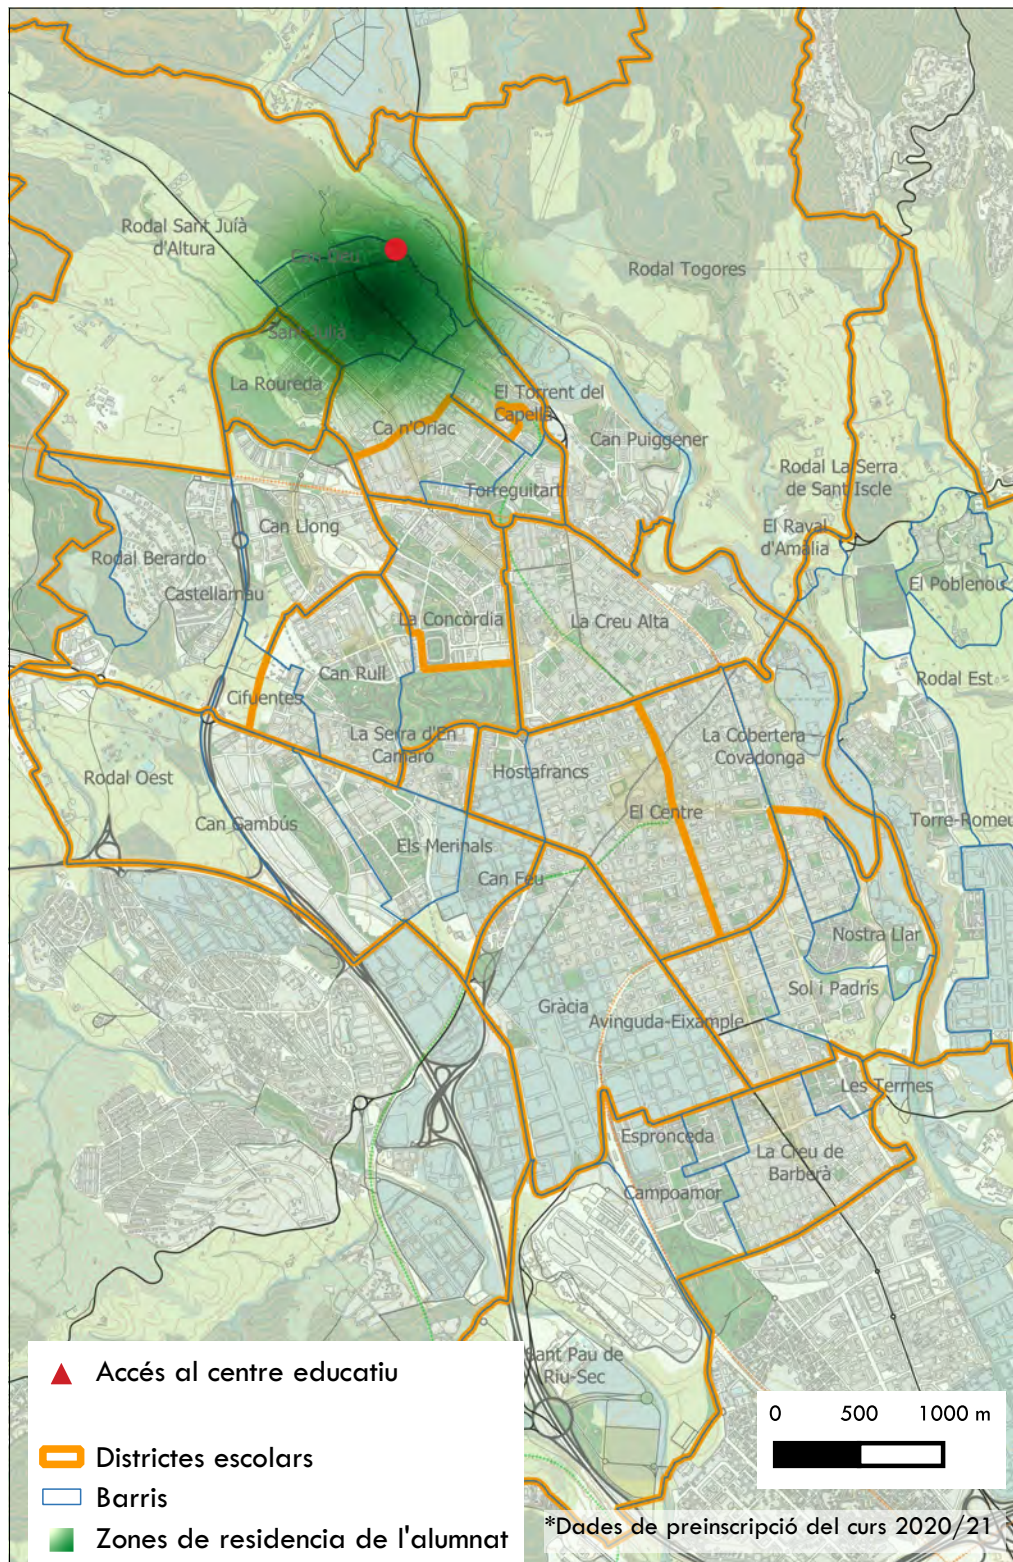 Rodal Sant Juíà
d'Altura
Can Deu
Rodal Togores
Sant Julià
La Roureda
El Torrent del
Capellà
Ca n'Oriac
Can Puiggener
Rodal La Serra
de Sant Iscle
Torreguitart
Can Llong
El Raval
d'Amàlia
Rodal Berardo
El Poblenou
Castellarnau
La Concòrdia
La Creu Alta
Can Rull
Rodal Est
Cifuentes
La Serra d'En
Camaró
La Cobertera
Covadonga
Rodal Oest
Hostafrancs
El Centre
Can Gambús
Torre-Romeu
Els Merinals
Can Feu
Nostra Llar
Sol i Padrís
Gràcia
Avinguda-Eixample
Les Termes
Espronceda
La Creu de
Barberà
Campoamor
Sant Pau de
Riu-Sec
Accés al centre educatiu
Districtes escolars
Barris
Zones de residencia de l'alumnat
0 500 1000 m
*Dades de preinscripció del curs 2020/21